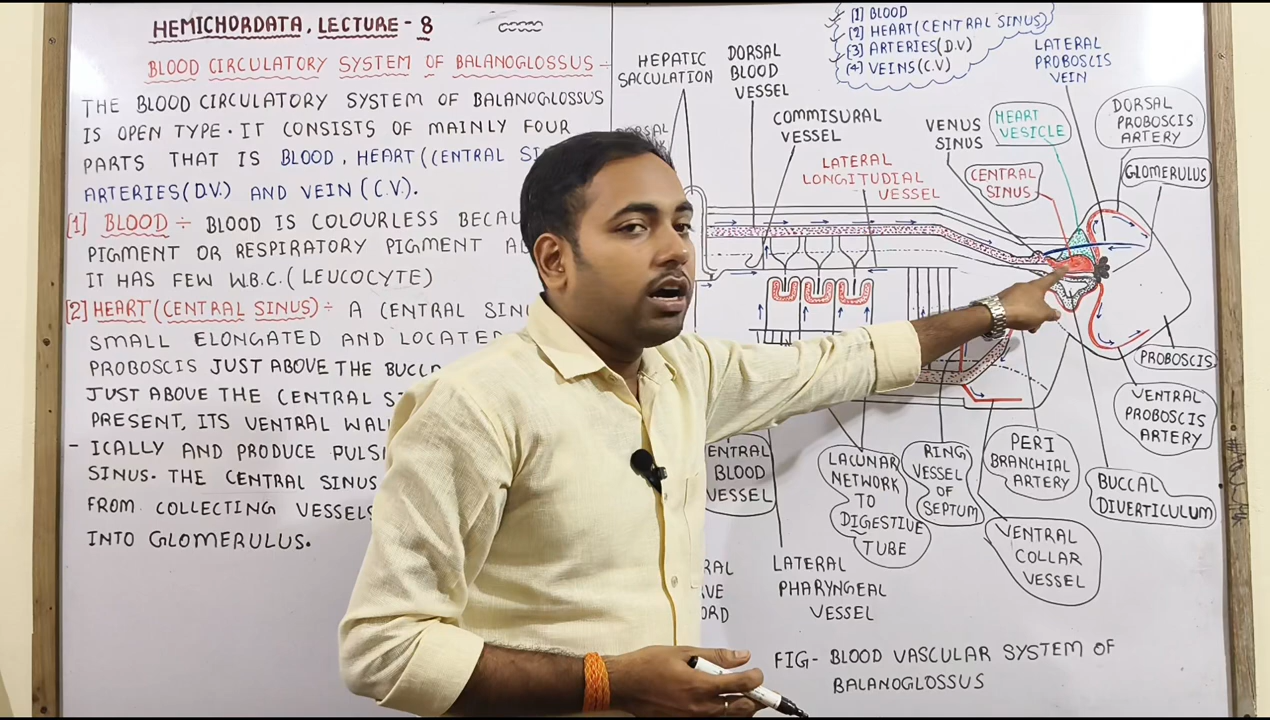 HEMICHORDATA, LECTURE - 8
BLOOD CIRCULATORY SYSTEM OF BALANOGLOSSUS ÷
THE BLOOD CIRCULATORY SYSTEM OF BALANOGLOSSUS
IS OPEN TYPE. IT CONSISTS OF MAINLY FOUR
PARTS THAT IS BLOOD, HEART (CENTRAL
ARTERIES(D.V.) AND VEIN (C.V.).
[1] BLOOD ÷ BLOOD IS COLOURLESS
PIGMENT OR RESPIRATORY PIGMENT
IT HAS FEW W.B.C. (LEUCOCYTE)
[2] HEART (CENTRAL SINUS) ÷ A CENTRAL
SMALL ELONGATED AND LOCATED
PROBOSCIS JUST ABOVE THE
JUST ABOVE THE CENTRAL
PRESENT, ITS VENTRAL
- ICALLY AND PRODUCE
SINUS. THE CENTRAL SINUS
FROM COLLECTING VESSELS
INTO GLOMERULUS.
[1] BLOOD
[2] HEART (CENTRAL SINUS)
[3] ARTERIES (D.V)
[4] VEINS (C.V)
HEPATIC
SACCULATION
DORSAL
BLOOD
VESSEL
COMMISURAL
VESSEL
LATERAL
LONGITUDIAL
VESSEL
VENUS
SINUS
HEART
VESICLE
CENTRAL
SINUS
LATERAL
PROBOSCIS
VEIN
DORSAL
PROBOSCIS
ARTERY
GLOMERULUS
PROBOSCIS
VENTRAL
PROBOSCIS
ARTERY
BUCCAL
DIVERTICULUM
PERI
BRANCHIAL
ARTERY
VENTRAL
COLLAR
VESSEL
RING
VESSEL
OF
SEPTUM
LACUNAR
NETWORK
TO
DIGESTIVE
TUBE
LATERAL
PHARYNGEAL
VESSEL
BLOOD
VESSEL
FIG- BLOOD VASCULAR SYSTEM OF
BALANOGLOSSUS